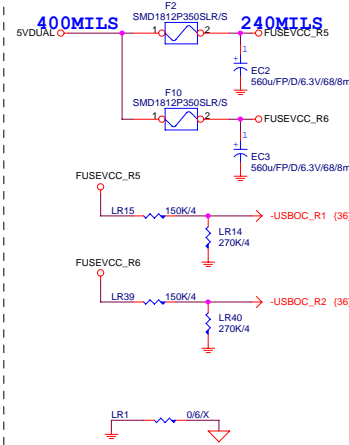 F2
400MILS SMD1812P350SLR/S 240MILS
5VDUAL 1 2 FUSEVCC_R5
+ 1
EC2
560u/FP/D/6.3V/68/8m
F10
SMD1812P350SLR/S
1 2 FUSEVCC_R6
+ 1
EC3
560u/FP/D/6.3V/68/8m
FUSEVCC_R5
LR15 150K/4 -USBOC_R1 {36}
LR14
270K/4
FUSEVCC_R6
LR39 150K/4 -USBOC_R2 {36}
LR40
270K/4
LR1 0/6/X